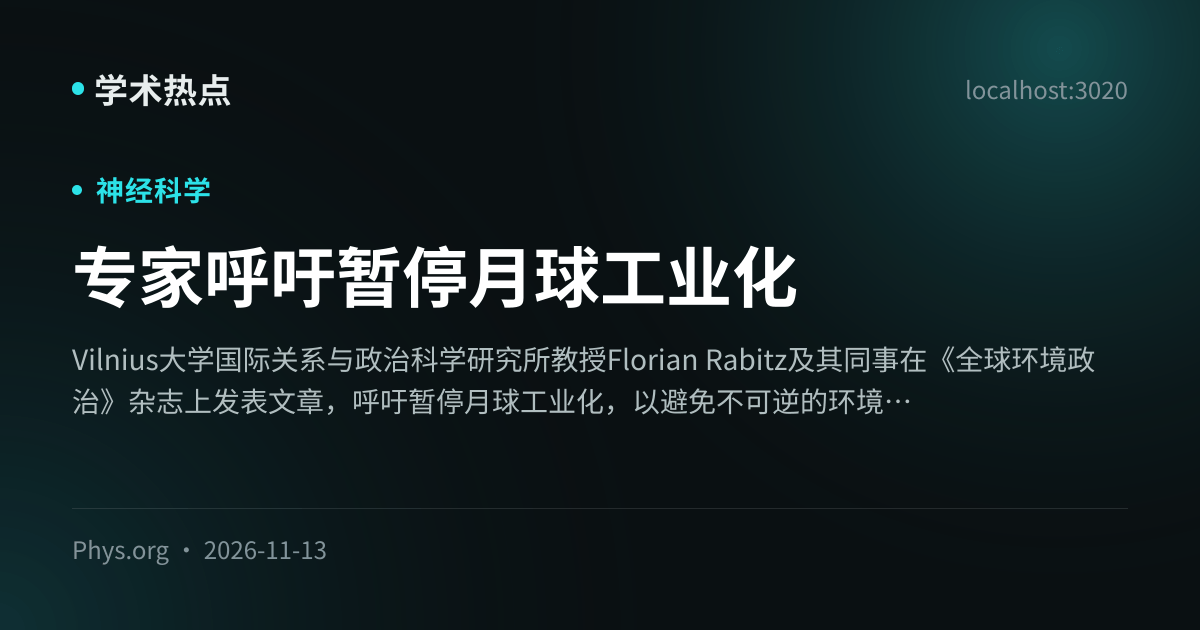 学术热点
localhost:3020
神经科学
专家呼吁暂停月球工业化
Vilnius大学国际关系与政治科学研究所教授Florian Rabitz及其同事在《全球环境政
治》杂志上发表文章，呼吁暂停月球工业化，以避免不可逆的环境…
Phys.org • 2026-11-13